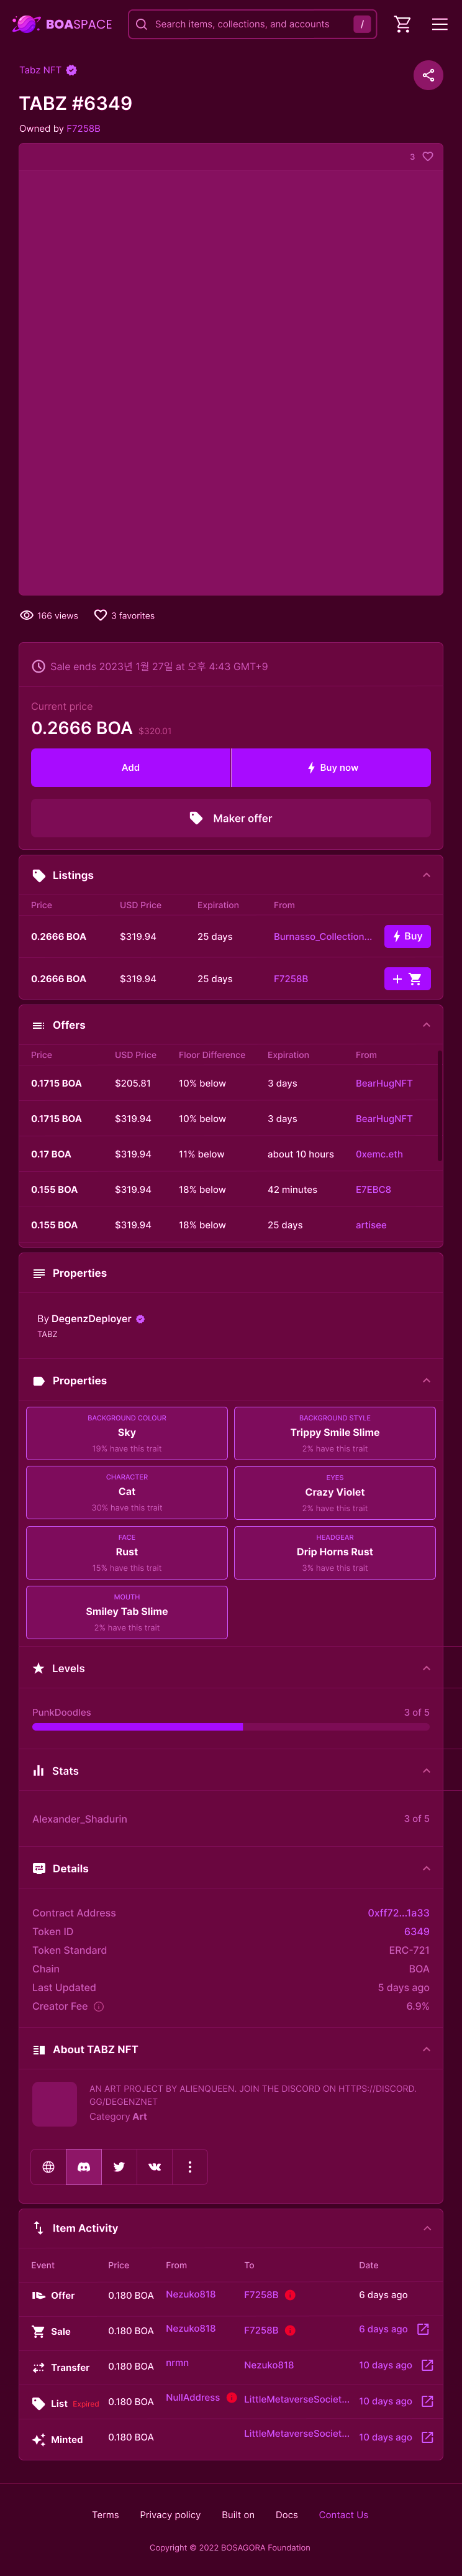 BOASPACE
Search items, collections, and accounts /
Tabz NFT
TABZ #6349
Owned by F7258B
3
166 views 3 favorites
Sale ends 2023년 1월 27일 at 오후 4:43 GMT+9
Current price
0.2666 BOA $320.01
Add Buy now
Maker offer
Listings
Price USD Price Expiration From
0.2666 BOA $319.94 25 days Burnasso_Collection... Buy
0.2666 BOA $319.94 25 days F7258B
Offers
Price USD Price Floor Difference Expiration From
0.1715 BOA $205.81 10% below 3 days BearHugNFT
0.1715 BOA $319.94 10% below 3 days BearHugNFT
0.17 BOA $319.94 11% below about 10 hours 0xemc.eth
0.155 BOA $319.94 18% below 42 minutes E7EBC8
0.155 BOA $319.94 18% below 25 days artisee
Properties
By DegenzDeployer
TABZ
Properties
BACKGROUND COLOUR BACKGROUND STYLE
Sky Trippy Smile Slime
19% have this trait 2% have this trait
CHARACTER EYES
Cat Crazy Violet
30% have this trait 2% have this trait
FACE HEADGEAR
Rust Drip Horns Rust
15% have this trait 3% have this trait
MOUTH
Smiley Tab Slime
2% have this trait
Levels
PunkDoodles 3 of 5
Stats
Alexander_Shadurin 3 of 5
Details
Contract Address 0xff72...1a33
Token ID 6349
Token Standard ERC-721
Chain BOA
Last Updated 5 days ago
Creator Fee 6.9%
About TABZ NFT
AN ART PROJECT BY ALIENQUEEN. JOIN THE DISCORD ON HTTPS://DISCORD.
GG/DEGENZNET
Category Art
Item Activity
Event Price From To Date
Offer 0.180 BOA Nezuko818 F7258B 6 days ago
Sale 0.180 BOA Nezuko818 F7258B 6 days ago
Transfer 0.180 BOA nrmn Nezuko818 10 days ago
List Expired 0.180 BOA NullAddress LittleMetaverseSociet... 10 days ago
Minted 0.180 BOA LittleMetaverseSociet... 10 days ago
Terms Privacy policy Built on Docs Contact Us
Copyright © 2022 BOSAGORA Foundation